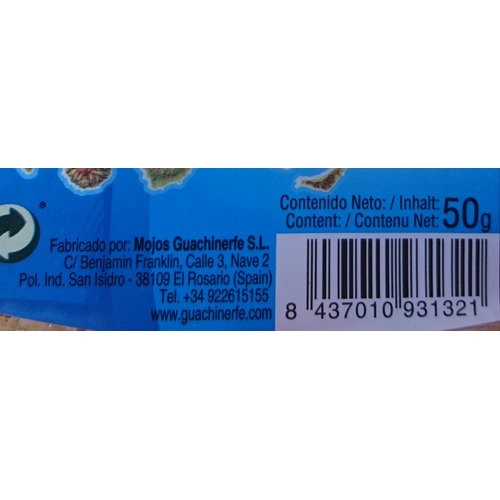 Contenido Neto: / Inhalt:
Content: / Contenu Net: 50g
Fabricado por: Mojos Guachinerfe S.L.
C/ Benjamin Franklin, Calle 3, Nave 2
Pol. Ind. San Isidro - 38109 El Rosario (Spain)
Tel. +34 922615155
www.guachinerfe.com
8 437010 931321